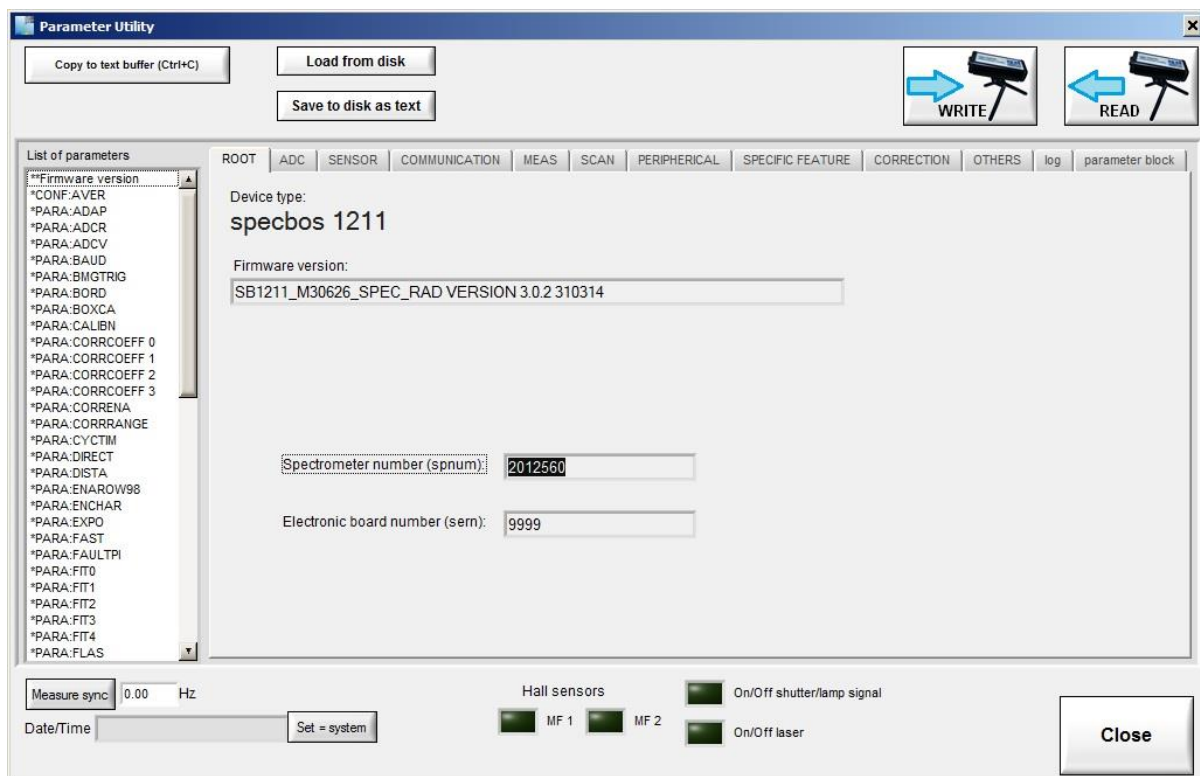 Parameter Utility
Copy to text buffer (Ctrl+C)
Load from disk
Save to disk as text
WRITE
READ
List of parameters
**Firmware version
*CONF:AVER
*PARA:ADAP
*PARA:ADCR
*PARA:ADCV
*PARA:BAUD
*PARA:BMGTRIG
*PARA:BORD
*PARA:BOXCA
*PARA:CALIBN
*PARA:CORRCOEFF 0
*PARA:CORRCOEFF 1
*PARA:CORRCOEFF 2
*PARA:CORRCOEFF 3
*PARA:CORRENA
*PARA:CORRRANGE
*PARA:CYCTIM
*PARA:DIRECT
*PARA:DISTA
*PARA:ENAROW98
*PARA:ENCHAR
*PARA:EXPO
*PARA:FAST
*PARA:FAULTPI
*PARA:FIT0
*PARA:FIT1
*PARA:FIT2
*PARA:FIT3
*PARA:FIT4
*PARA:FLAS
ROOT ADC SENSOR COMMUNICATION MEAS SCAN PERIPHERICAL SPECIFIC FEATURE CORRECTION OTHERS log parameter block
Device type:
specbos 1211
Firmware version:
SB1211_M30626_SPEC_RAD VERSION 3.0.2 310314
Spectrometer number (spnum): 2012560
Electronic board number (sern): 9999
Measure sync 0.00 Hz
Date/Time Set = system
Hall sensors
MF 1 MF 2
On/Off shutter/lamp signal
On/Off laser
Close